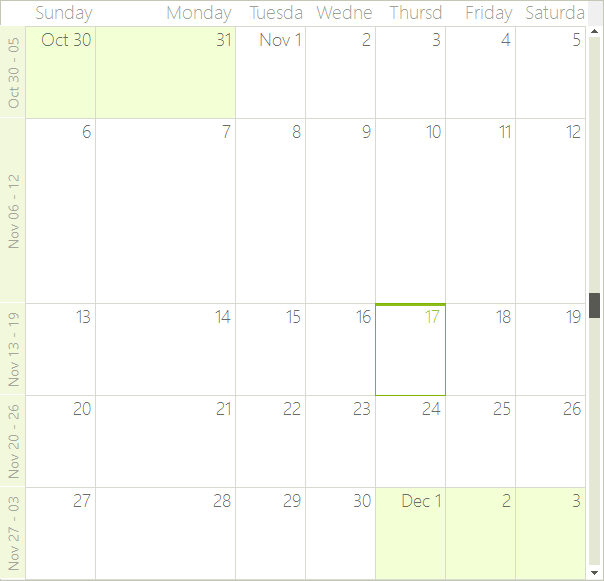 Sunday Monday Tuesda Wedne Thursd Friday Saturda
Oct 30 - 05 Oct 30 31 Nov 1 2 3 4 5
Nov 06 - 12 6 7 8 9 10 11 12
Nov 13 - 19 13 14 15 16 17 18 19
Nov 20 - 26 20 21 22 23 24 25 26
Nov 27 - 03 27 28 29 30 Dec 1 2 3